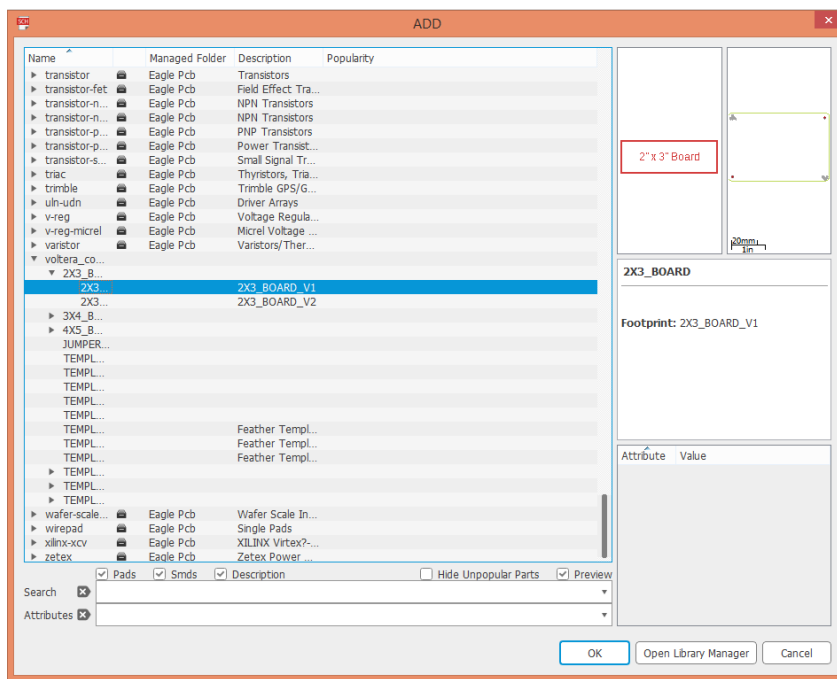 SCH
ADD
Name Managed Folder Description Popularity
transistor Eagle Pcb Transistors
transistor-fet Eagle Pcb Field Effect Tra...
transistor-n... Eagle Pcb NPN Transistors
transistor-n... Eagle Pcb NPN Transistors
transistor-p... Eagle Pcb PNP Transistors
transistor-p... Eagle Pcb Power Transist...
transistor-s... Eagle Pcb Small Signal Tr...
triac Eagle Pcb Thyristors, Tria...
trimble Eagle Pcb Trimble GPS/G...
uln-udn Eagle Pcb Driver Arrays
v-reg Eagle Pcb Voltage Regula...
v-reg-micrel Eagle Pcb Micrel Voltage ...
varistor Eagle Pcb Varistors/Ther...
voltera_co...
2X3_B...
2X3... 2X3_BOARD_V1
2X3... 2X3_BOARD_V2
3X4_B...
4X5_B...
JUMPER...
TEMPL...
TEMPL...
TEMPL...
TEMPL...
TEMPL...
TEMPL... Feather Templ...
TEMPL... Feather Templ...
TEMPL... Feather Templ...
TEMPL...
TEMPL...
TEMPL...
wafer-scale... Eagle Pcb Wafer Scale In...
wirepad Eagle Pcb Single Pads
xilinx-xcv Eagle Pcb XILINX Virtex?-...
zetex Eagle Pcb Zetex Power ...
Pads Smds Description Hide Unpopular Parts Preview
Search
Attributes
2" x 3" Board
20mm
1in
2X3_BOARD
Footprint: 2X3_BOARD_V1
Attribute Value
OK Open Library Manager Cancel